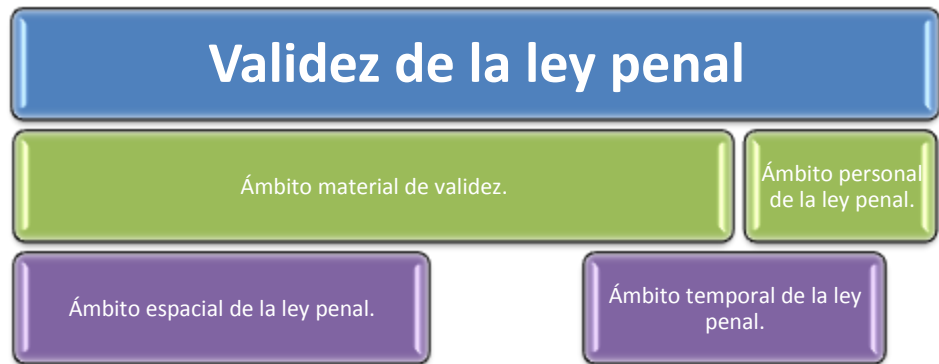 Validez de la ley penal
Ámbito material de validez.
Ámbito personal
de la ley penal.
Ámbito espacial de la ley penal.
Ámbito temporal de la ley
penal.